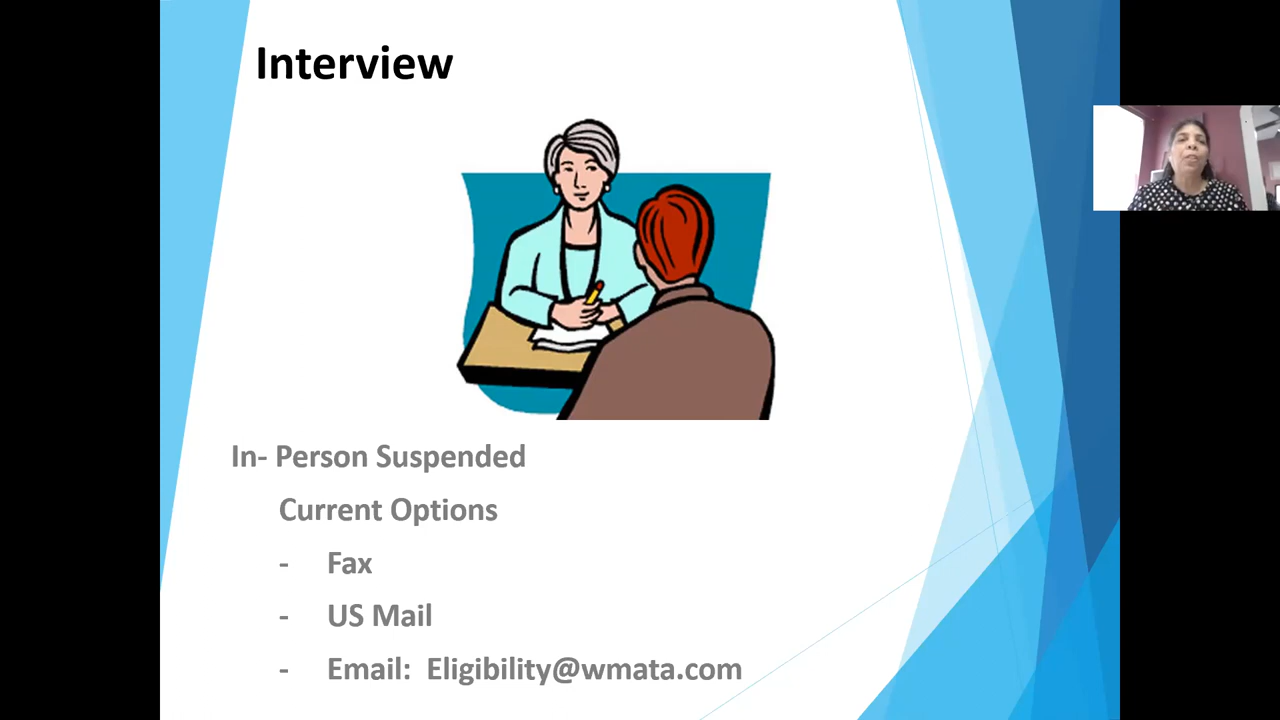 Interview
In- Person Suspended
Current Options
- Fax
- US Mail
- Email: Eligibility@wmata.com